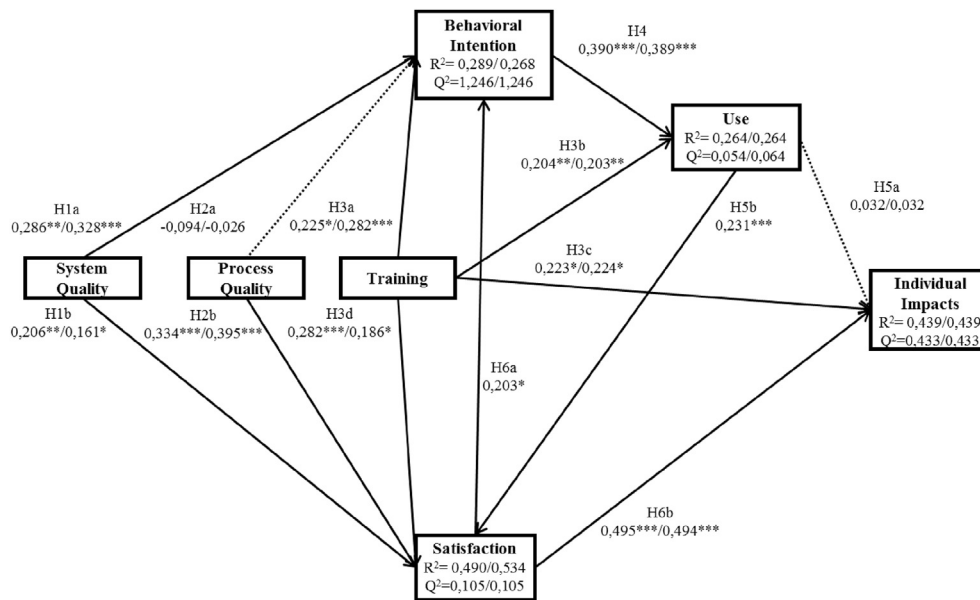 Behavioral
Intention
R²= 0,289/ 0,268
Q²=1,246/1,246
H4
0,390***/0,389***
Use
R²= 0,264/0,264
Q²=0,054/0,064
H3b
0,204**/0,203**
H1a
0,286**/0,328***
H2a
-0,094/-0,026
H3a
0,225*/0,282***
H5b
0,231***
H5a
0,032/0,032
System
Quality
Process
Quality
Training
H3c
0,223*/0,224*
Individual
Impacts
R²= 0,439/0,439
Q²=0,433/0,433
H1b
0,206**/0,161*
H2b
0,334***/0,395***
H3d
0,282***/0,186*
H6a
0,203*
H6b
0,495***/0,494***
Satisfaction
R²= 0,490/0,534
Q²=0,105/0,105